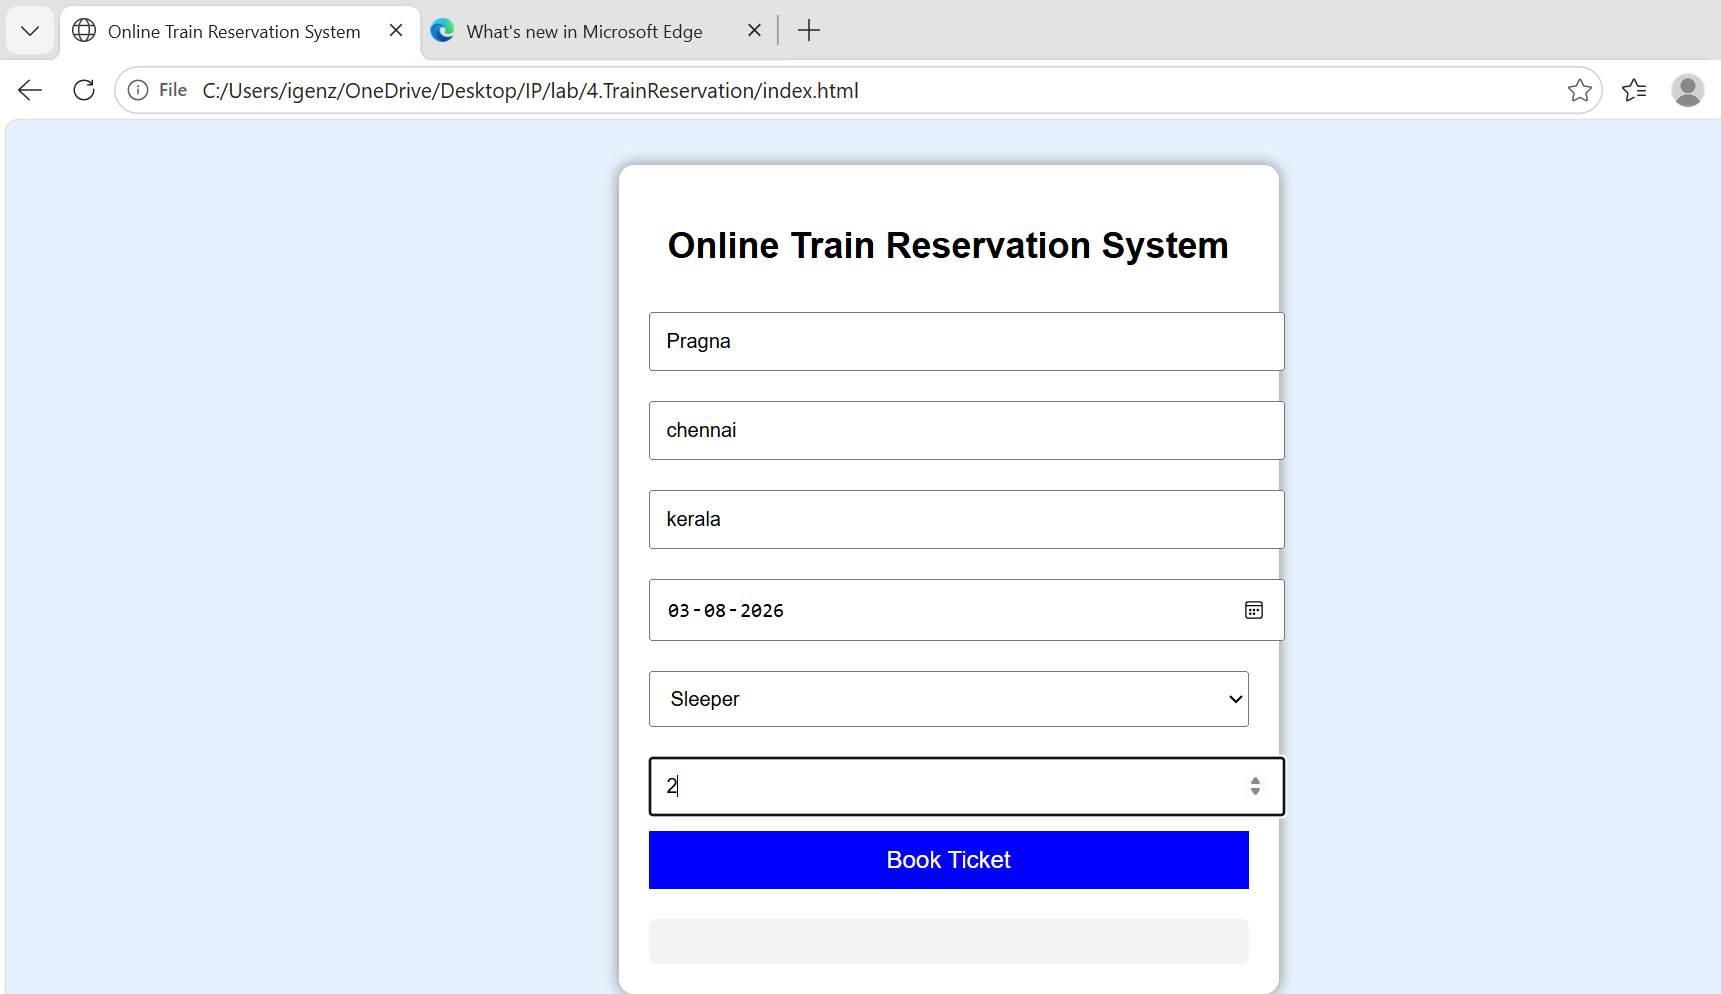 Online Train Reservation System
What's new in Microsoft Edge
File C:/Users/igenz/OneDrive/Desktop/IP/lab/4.TrainReservation/index.html
Online Train Reservation System
Pragna
chennai
kerala
03-08-2026
Sleeper
2
Book Ticket